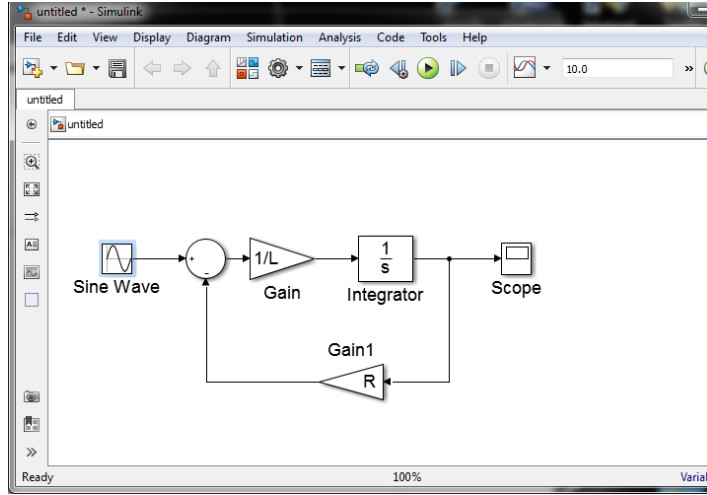 untitled * - Simulink
File Edit View Display Diagram Simulation Analysis Code Tools Help
10.0 »
untitled
untitled
1/L
1
s
+
-
Sine Wave
Gain
Integrator
Scope
Gain1
R
»
Ready 100% Variab